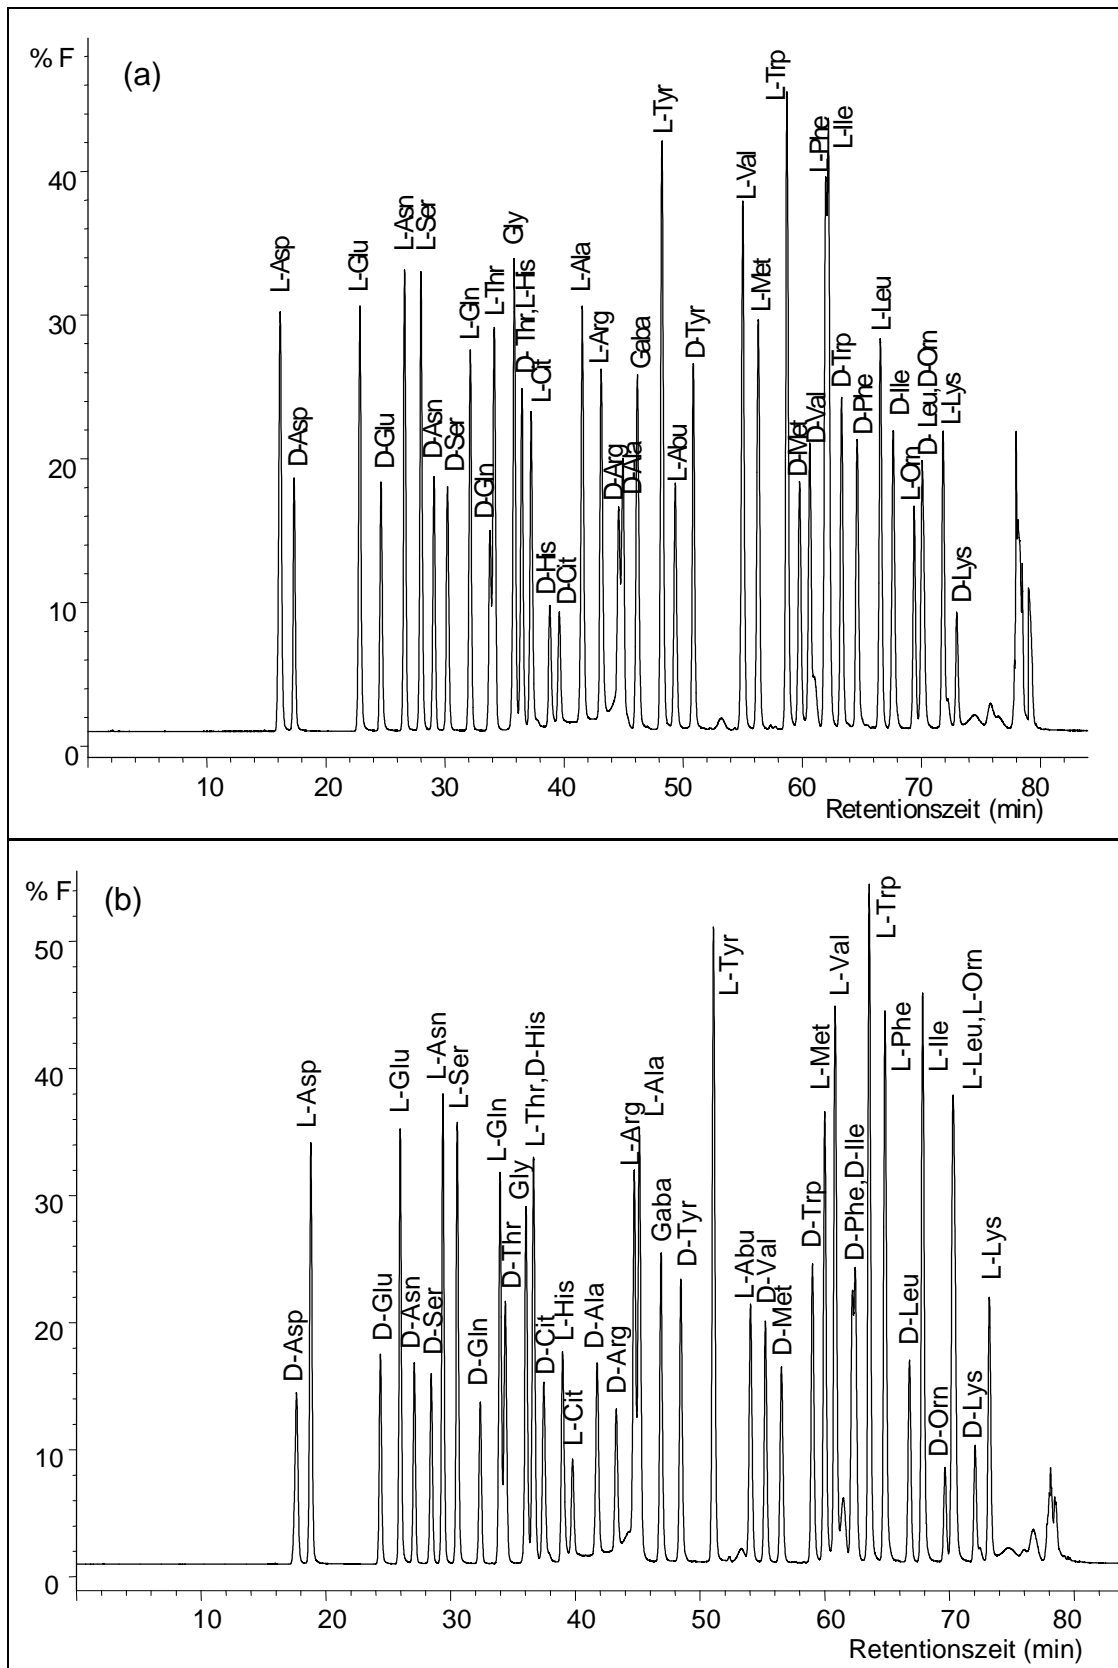 % F
(a)
L-Asp
D-Asp
L-Glu
D-Glu
L-Asn
L-Ser
D-Asn
D-Ser
L-Gln
D-Gln
L-Thr
Gly
D- Thr,L-His
L-Cit
D-His
D-Cit
L-Ala
L-Arg
D-Arg
D-Ala
Gaba
L-Tyr
L-Abu
D-Tyr
L-Val
L-Met
L-Trp
D-Met
D-Val
L-Phe
L-Ile
D-Trp
D-Phe
L-Leu
D-Ile
L-Orn
D- Leu,D-Orn
L-Lys
D-Lys
40
30
20
10
0
10 20 30 40 50 60 70 80
Retentionszeit (min)
% F
(b)
D-Asp
L-Asp
D-Glu
L-Glu
D-Asn
D-Ser
L-Asn
L-Ser
D-Gln
L-Gln
D-Thr
Gly
L-Thr,D-His
D-Cit
L-His
L-Cit
D-Ala
D-Arg
L-Arg
L-Ala
Gaba
D-Tyr
L-Tyr
L-Abu
D-Val
D-Met
D-Trp
L-Met
L-Val
D-Phe,D-Ile
L-Trp
L-Phe
D-Leu
L-Ile
D-Orn
L-Leu,L-Orn
D-Lys
L-Lys
50
40
30
20
10
0
10 20 30 40 50 60 70 80
Retentionszeit (min)